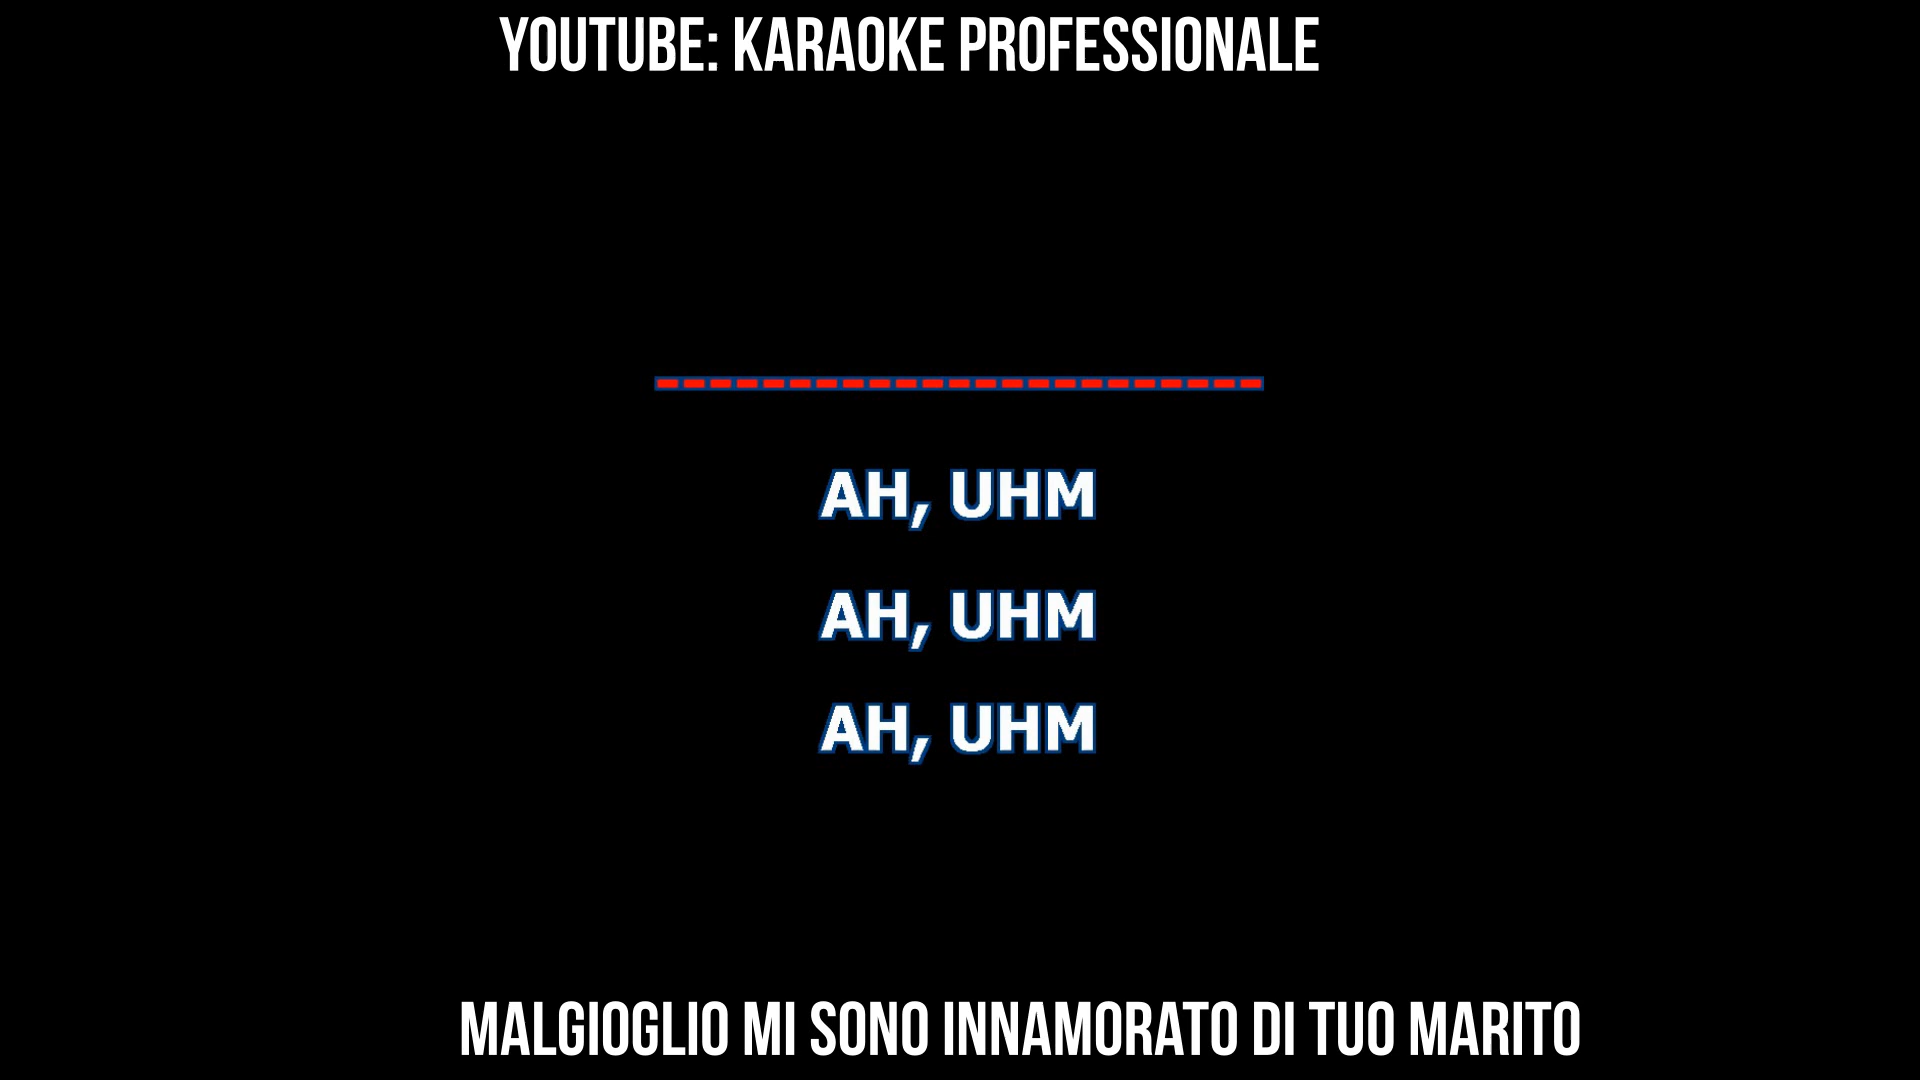 YOUTUBE: KARAOKE PROFESSIONALE
-----------------------
AH, UHM
AH, UHM
AH, UHM
MALGIOGLIO MI SONO INNAMORATO DI TUO MARITO